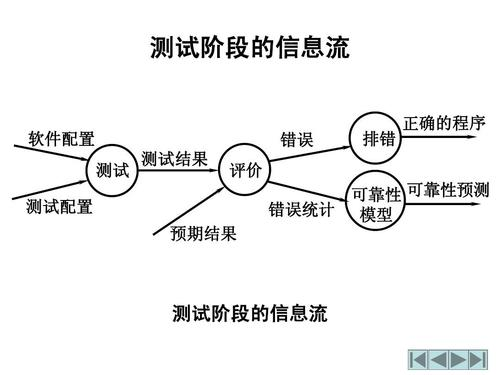 测试阶段的信息流
软件配置
测试配置
测试
测试结果
预期结果
评价
错误
错误统计
排错
正确的程序
可靠性
模型
可靠性预测
测试阶段的信息流